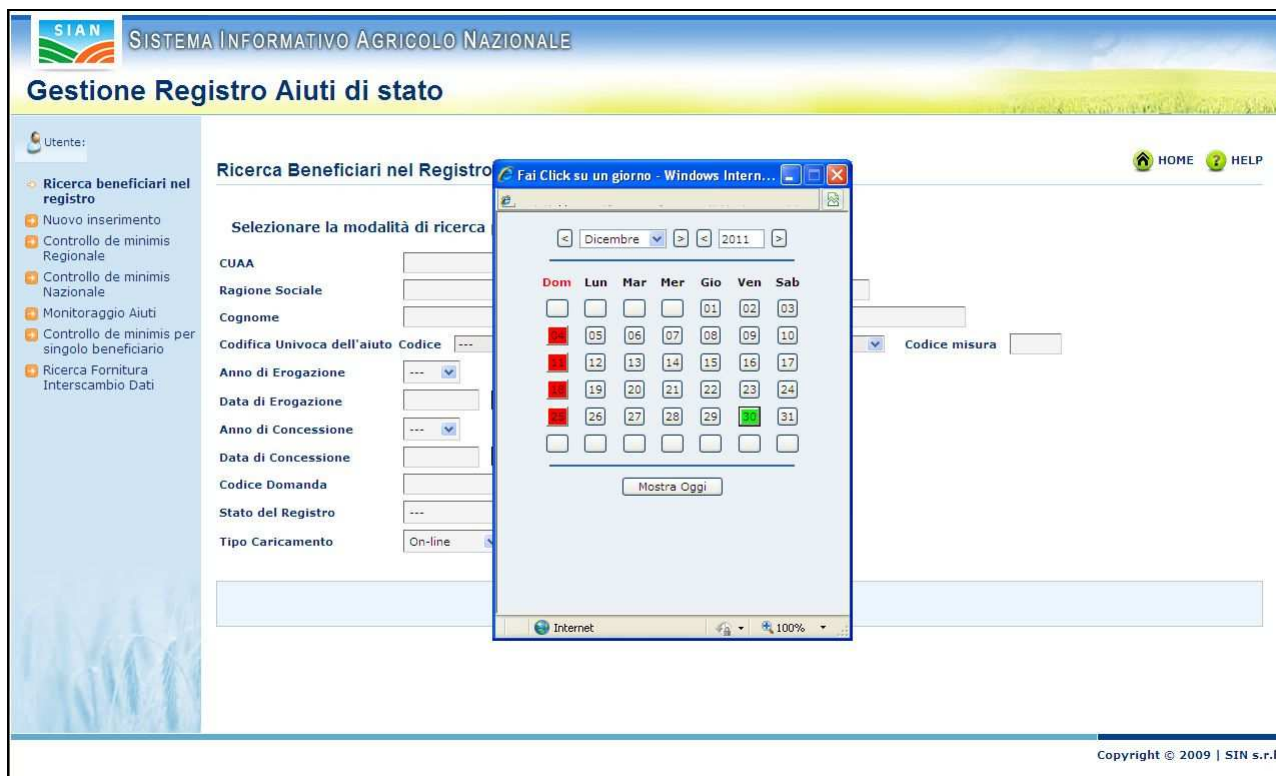 SIAN
SISTEMA INFORMATIVO AGRICOLO NAZIONALE
Gestione Registro Aiuti di stato
Utente:
HOME
HELP
Ricerca beneficiari nel
registro
Nuovo inserimento
Controllo de minimis
Regionale
Controllo de minimis
Nazionale
Monitoraggio Aiuti
Controllo de minimis per
singolo beneficiario
Ricerca Fornitura
Interscambio Dati
Ricerca Beneficiari nel Registro
Selezionare la modalità di ricerca
CUAA
Ragione Sociale
Cognome
Codifica Univoca dell'aiuto Codice ---
Codice misura
Anno di Erogazione ---
Data di Erogazione
Anno di Concessione ---
Data di Concessione
Codice Domanda
Stato del Registro ---
Tipo Caricamento On-line
Fai Click su un giorno - Windows Intern...
< Dicembre > < 2011 >
Dom Lun Mar Mer Gio Ven Sab
01 02 03
04 05 06 07 08 09 10
11 12 13 14 15 16 17
18 19 20 21 22 23 24
25 26 27 28 29 30 31
Mostra Oggi
Internet
100%
Copyright © 2009 | SIN s.r.l